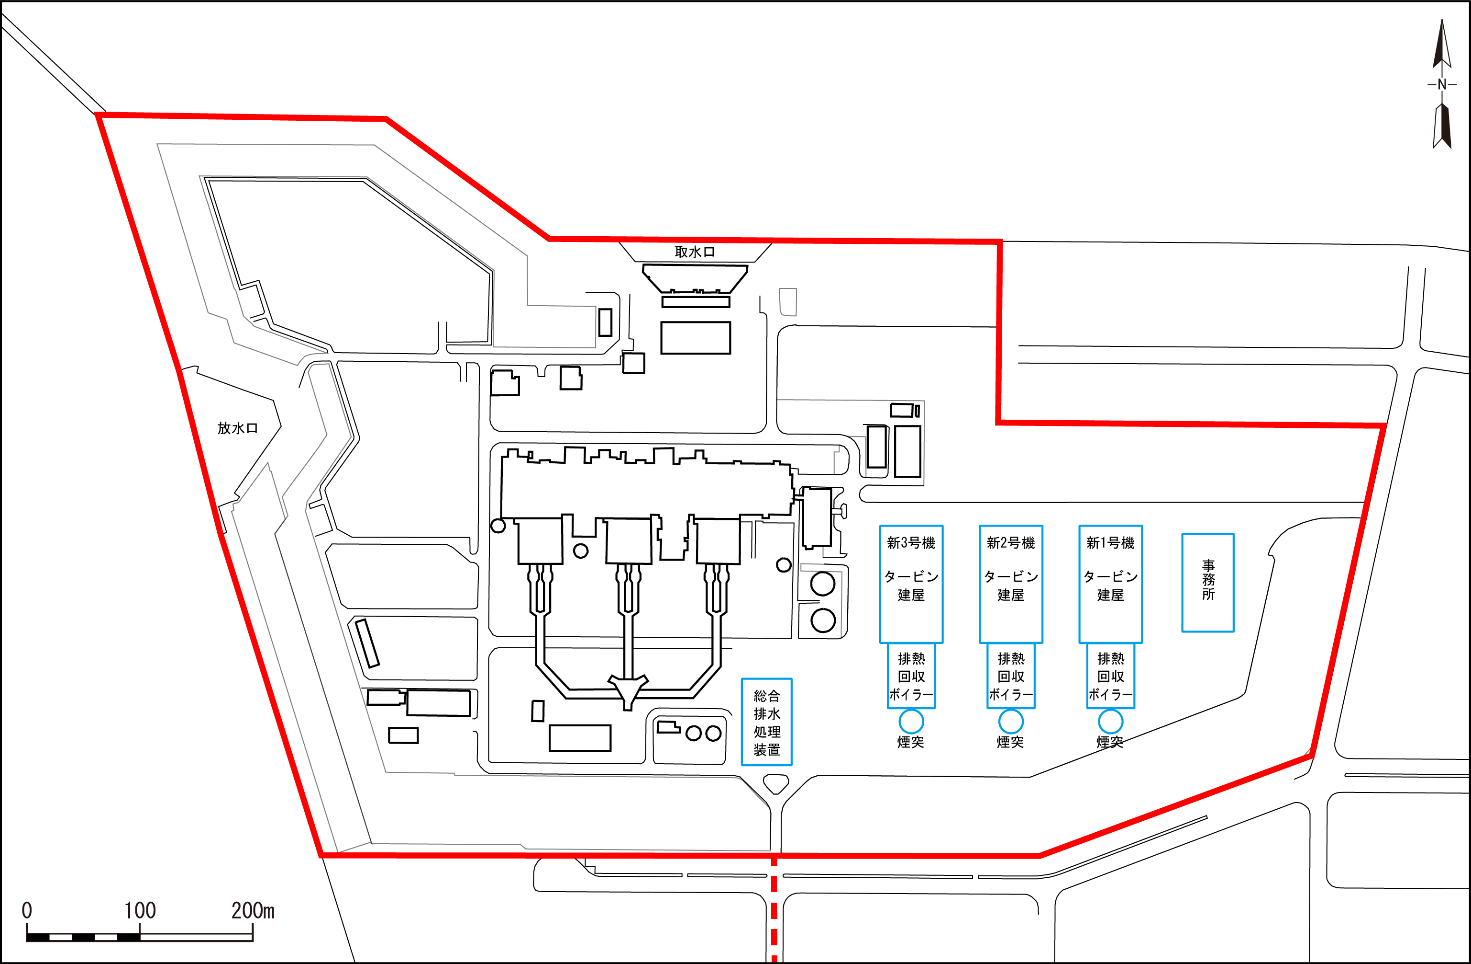 N
取水口
放水口
新3号機
タービン
建屋
排熱
回収
ボイラー
煙突
新2号機
タービン
建屋
排熱
回収
ボイラー
煙突
新1号機
タービン
建屋
排熱
回収
ボイラー
煙突
事
務
所
総合
排水
処理
装置
0 100 200m